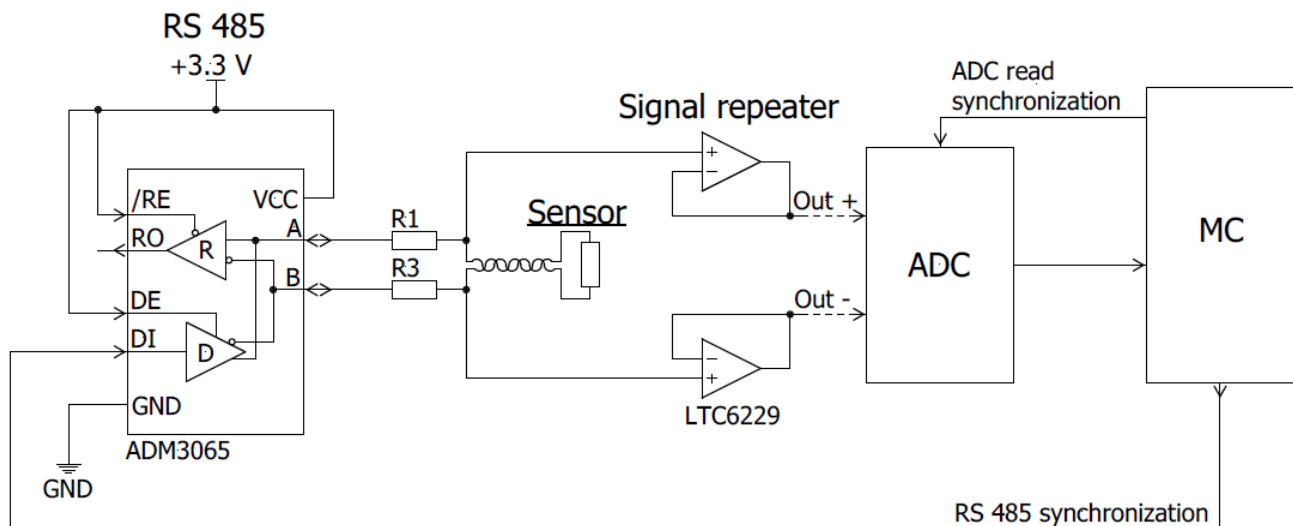 RS 485
+3.3 V
ADC read
synchronization
Signal repeater
+
−
/RE
VCC
RO
R
A
R1
Sensor
Out +
MC
B
R3
ADC
DE
DI
D
Out -
−
+
GND
LTC6229
ADM3065
GND
RS 485 synchronization